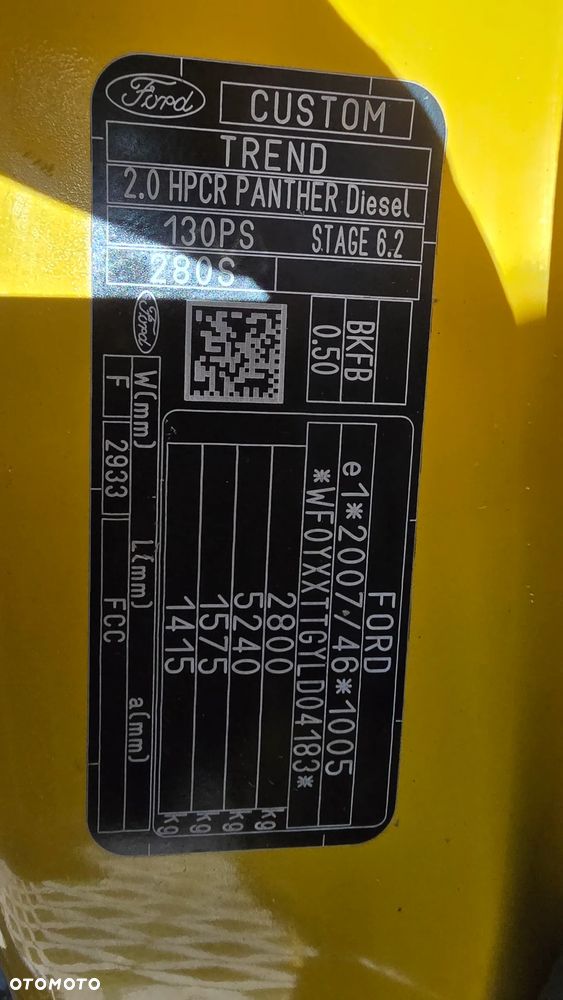 Ford CUSTOM
TREND
2.0 HPCR PANTHER Diesel
130PS STAGE 6.2
280S
Ford
BKFB
0.50
FORD
e1*2007/46*1005
*WF0YXXTTGYLD04183*
2800 kg
5240 kg
1575 kg
1415 kg
W(mm) L(mm) a(mm)
F 2933 FCC
OTOMOTO